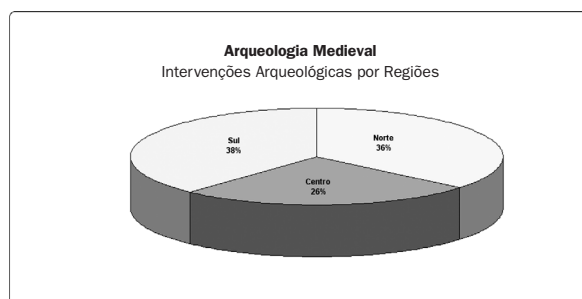 Arqueologia Medieval
Intervenções Arqueológicas por Regiões
Sul
38%
Norte
36%
Centro
26%